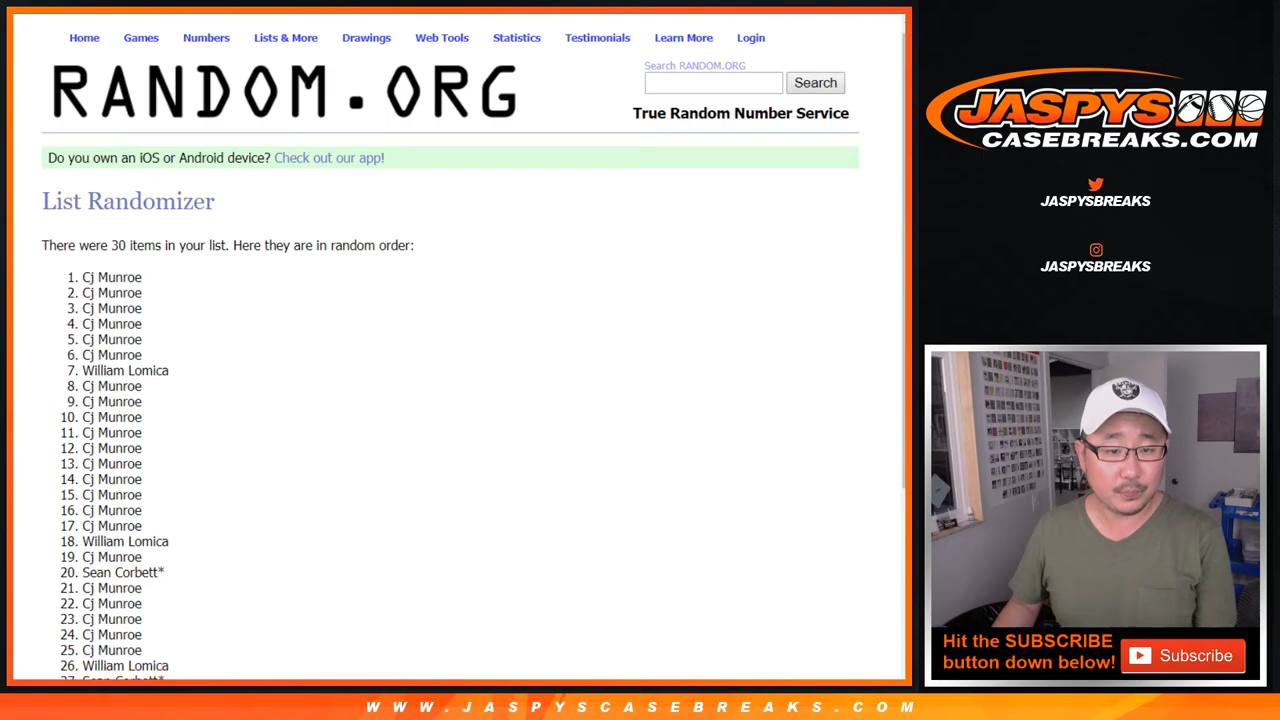 Home Games Numbers Lists & More Drawings Web Tools Statistics Testimonials Learn More Login
RANDOM.ORG
Search RANDOM.ORG
Search
True Random Number Service
Do you own an iOS or Android device? Check out our app!
List Randomizer
There were 30 items in your list. Here they are in random order:
1. Cj Munroe
2. Cj Munroe
3. Cj Munroe
4. Cj Munroe
5. Cj Munroe
6. Cj Munroe
7. William Lomica
8. Cj Munroe
9. Cj Munroe
10. Cj Munroe
11. Cj Munroe
12. Cj Munroe
13. Cj Munroe
14. Cj Munroe
15. Cj Munroe
16. Cj Munroe
17. Cj Munroe
18. William Lomica
19. Cj Munroe
20. Sean Corbett*
21. Cj Munroe
22. Cj Munroe
23. Cj Munroe
24. Cj Munroe
25. Cj Munroe
26. William Lomica
27. Sean Corbett*
JASPYS
CASEBREAKS.COM
JASPYSBREAKS
JASPYSBREAKS
Hit the SUBSCRIBE
button down below!
Subscribe
WWW.JASPYSCASEBREAKS.COM